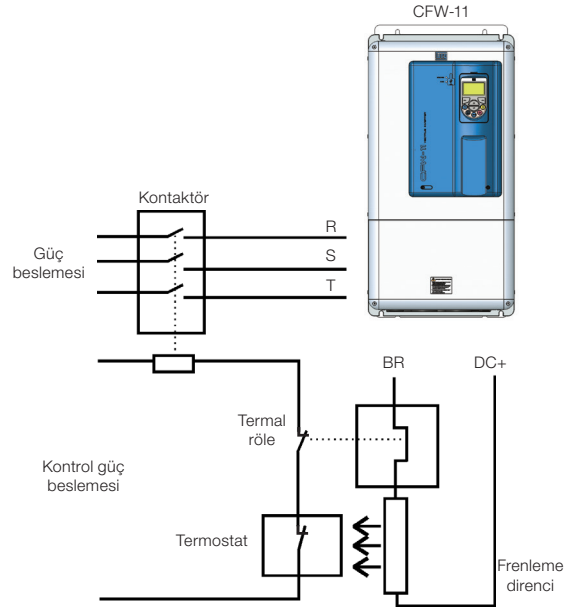 CFW-11
Kontaktör
Güç
beslemesi
R
S
T
BR
DC+
Termal
röle
Kontrol güç
beslemesi
Termostat
Frenleme
direnci